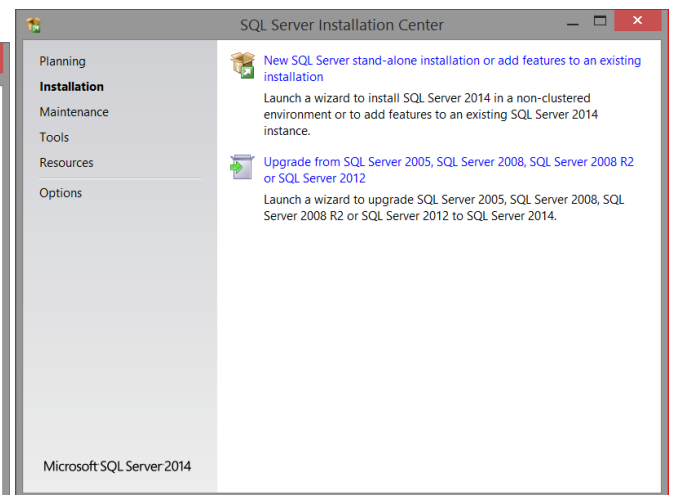 SQL Server Installation Center
Planning
Installation
Maintenance
Tools
Resources
Options
New SQL Server stand-alone installation or add features to an existing
installation
Launch a wizard to install SQL Server 2014 in a non-clustered
environment or to add features to an existing SQL Server 2014
instance.
Upgrade from SQL Server 2005, SQL Server 2008, SQL Server 2008 R2
or SQL Server 2012
Launch a wizard to upgrade SQL Server 2005, SQL Server 2008, SQL
Server 2008 R2 or SQL Server 2012 to SQL Server 2014.
Microsoft SQL Server 2014